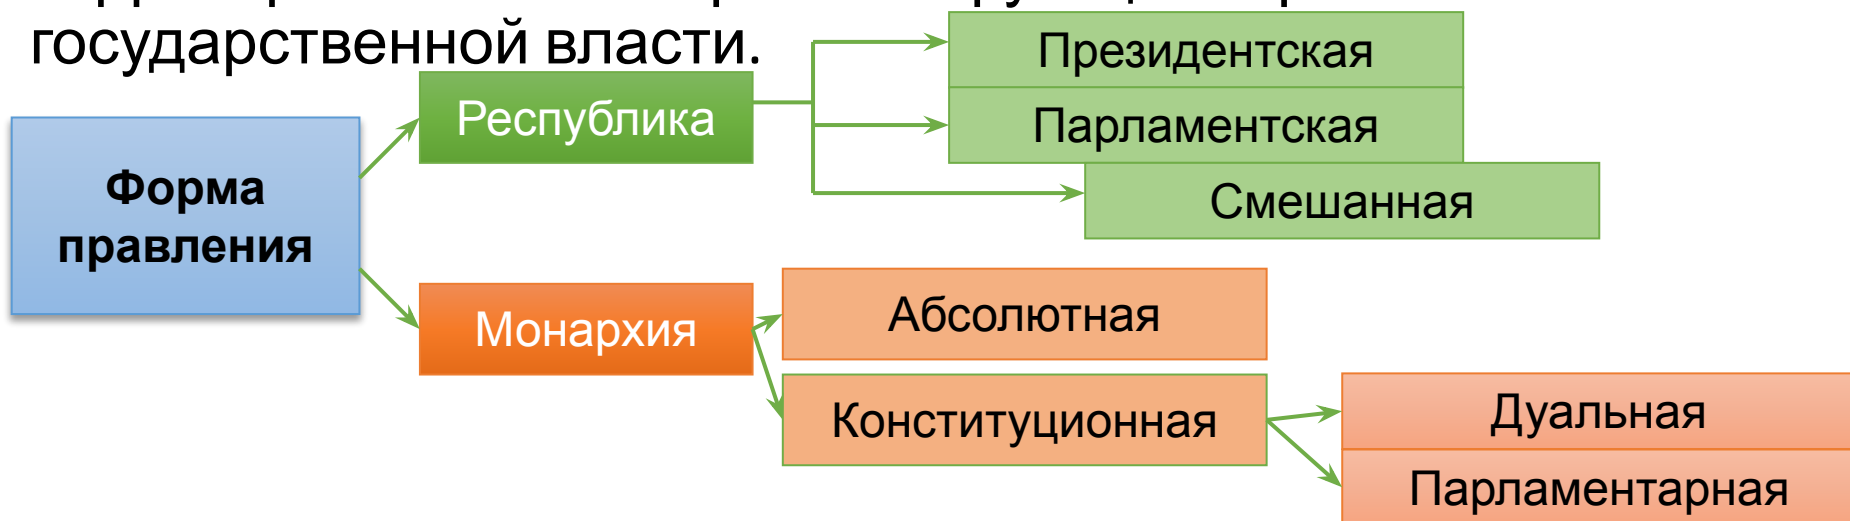 государственной власти.
Форма
правления
Республика
Президентская
Парламентская
Смешанная
Монархия
Абсолютная
Конституционная
Дуальная
Парламентарная